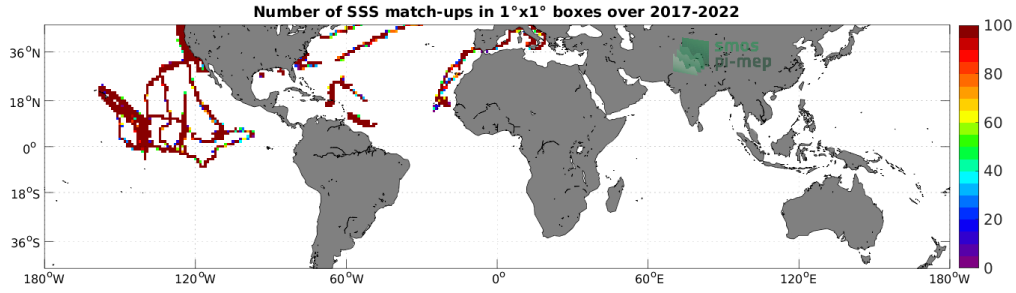 Number of SSS match-ups in 1°x1° boxes over 2017-2022
smos
pi-mep
36°N
18°N
0°
18°S
36°S
180°W
120°W
60°W
0°
60°E
120°E
180°W
100
80
60
40
20
0